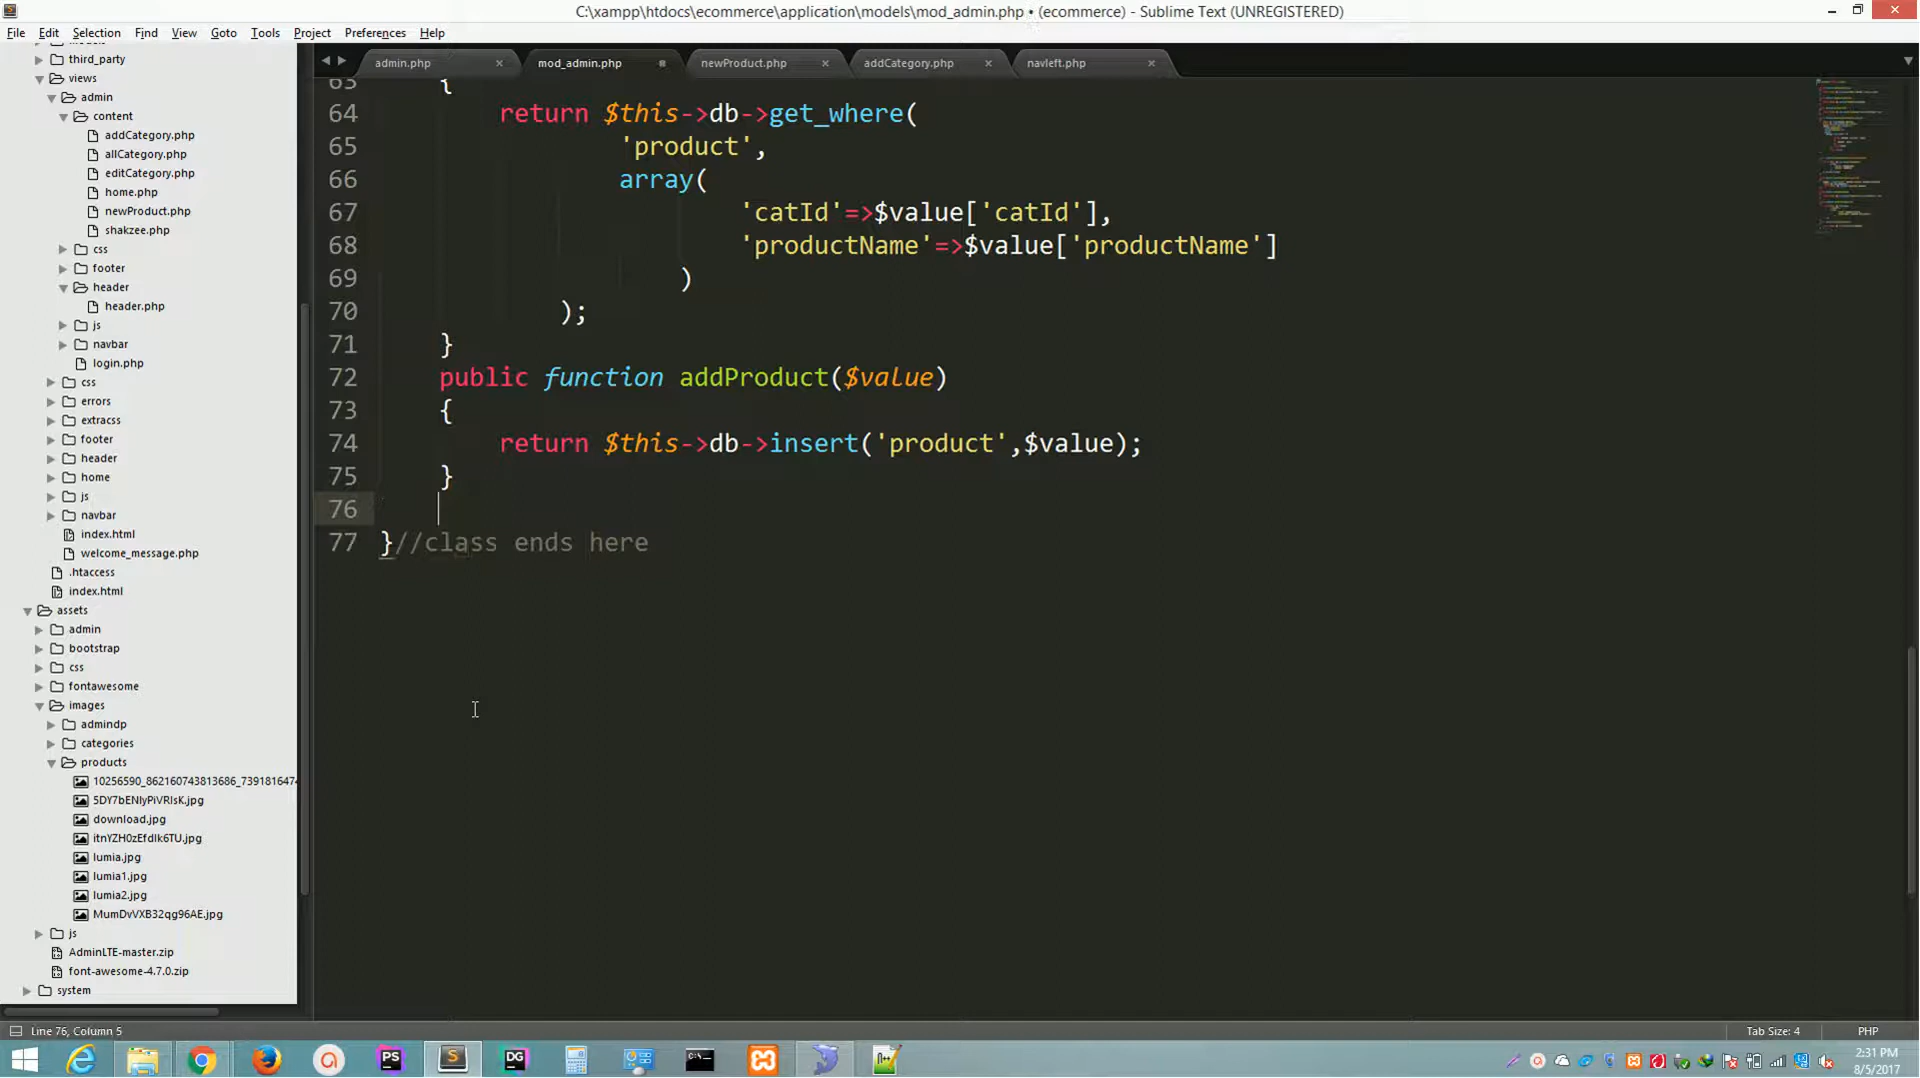 C:\xampp\htdocs\ecommerce\application\models\mod_admin.php • (ecommerce) - Sublime Text (UNREGISTERED)
File Edit Selection Find View Goto Tools Project Preferences Help
admin.php mod_admin.php newProduct.php addCategory.php navleft.php
third_party
views
admin
content
addCategory.php
allCategory.php
editCategory.php
home.php
newProduct.php
shakzee.php
css
footer
header
header.php
js
navbar
login.php
css
errors
extracss
footer
header
home
js
navbar
index.html
welcome_message.php
.htaccess
index.html
assets
admin
bootstrap
css
fontawesome
images
admindp
categories
products
10256590_862160743813686_7391816474
download.jpg
lumia.jpg
lumia1.jpg
lumia2.jpg
MumDvVXB32qg96AE.jpg
js
AdminLTE-master.zip
font-awesome-4.7.0.zip
system
63 {
64 return $this->db->get_where(
65 'product',
66 array(
67 'catId'=>$value['catId'],
68 'productName'=>$value['productName']
69 )
70 );
71 }
72 public function addProduct($value)
73 {
74 return $this->db->insert('product',$value);
75 }
76
77 }//class ends here
Line 76, Column 5
Tab Size: 4 PHP
PS S DG
2:31 PM
8/5/2017